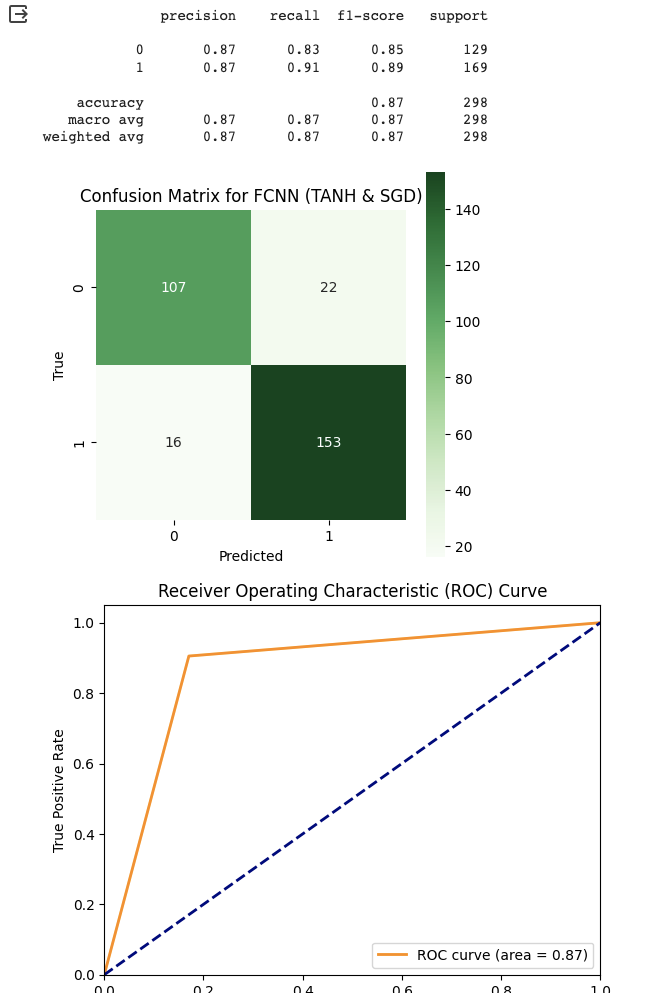 precision recall f1-score support
0 0.87 0.83 0.85 129
1 0.87 0.91 0.89 169
accuracy 0.87 298
macro avg 0.87 0.87 0.87 298
weighted avg 0.87 0.87 0.87 298
Confusion Matrix for FCNN (TANH & SGD)
140
120
100
80
60
40
20
True
0
1
107 22
16 153
0 1
Predicted
Receiver Operating Characteristic (ROC) Curve
True Positive Rate
1.0
0.8
0.6
0.4
0.2
0.0
ROC curve (area = 0.87)
0.0 0.2 0.4 0.6 0.8 1.0